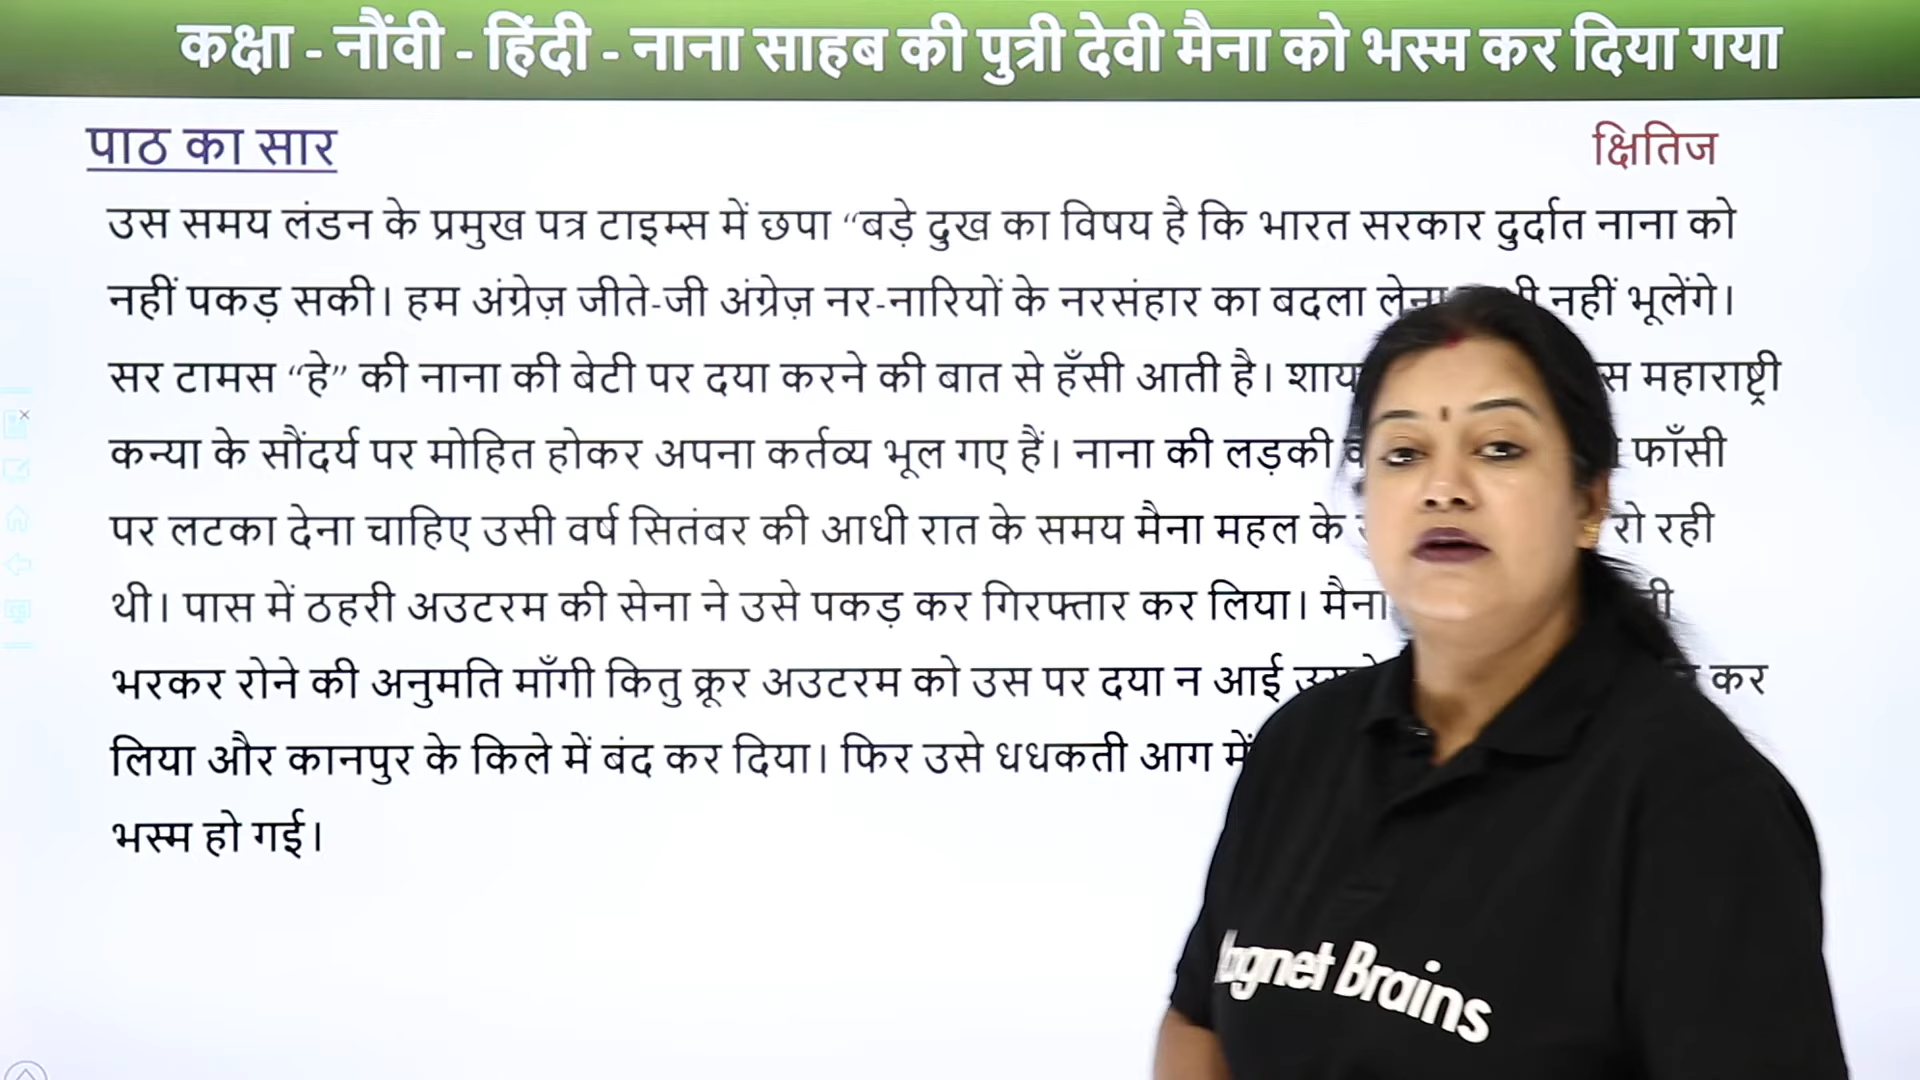 कक्षा - नौंवी - हिंदी - नाना साहब की पुत्री देवी मैना को भस्म कर दिया गया
पाठ का सार
क्षितिज
उस समय लंडन के प्रमुख पत्र टाइम्स में छपा “बड़े दुख का विषय है कि भारत सरकार दुर्दात नाना को
नहीं पकड़ सकी। हम अंग्रेज़ जीते-जी अंग्रेज़ नर-नारियों के नरसंहार का बदला लेना नहीं भूलेंगे।
सर टामस “हे” की नाना की बेटी पर दया करने की बात से हँसी आती है। महाराष्ट्री
कन्या के सौंदर्य पर मोहित होकर अपना कर्तव्य भूल गए हैं। नाना की लड़की फाँसी
पर लटका देना चाहिए उसी वर्ष सितंबर की आधी रात के समय मैना महल के रो रही
थी। पास में ठहरी अउटरम की सेना ने उसे पकड़ कर गिरफ्तार कर लिया। मैना
भरकर रोने की अनुमति माँगी कितु क्रूर अउटरम को उस पर दया न आई कर
लिया और कानपुर के किले में बंद कर दिया। फिर उसे धधकती आग में
भस्म हो गई।
agnet Brains